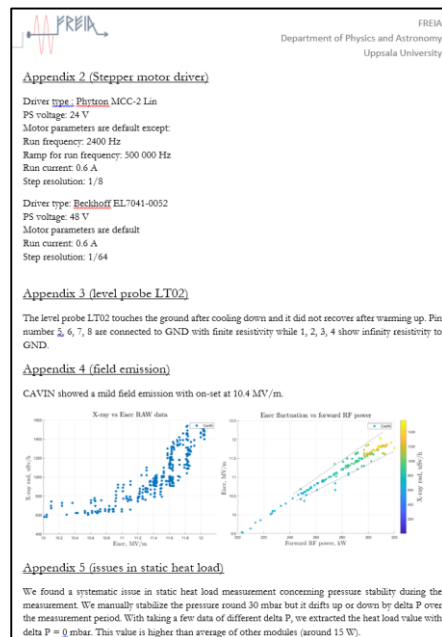 FREIA
FREIA
Department of Physics and Astronomy
Uppsala University
Appendix 2 (Stepper motor driver)
Driver type : Phytron MCC-2 Lin
PS voltage: 24 V
Motor parameters are default except:
Run frequency: 2400 Hz
Ramp for run frequency: 500 000 Hz
Run current: 0.6 A
Step resolution: 1/8
Driver type: Beckhoff EL7041-0052
PS voltage: 48 V
Motor parameters are default
Run current: 0.6 A
Step resolution: 1/64
Appendix 3 (level probe LT02)
The level probe LT02 touches the ground after cooling down and it did not recover after warming up. Pin
number 5, 6, 7, 8 are connected to GND with finite resistivity while 1, 2, 3, 4 show infinity resistivity to
GND.
Appendix 4 (field emission)
CAVIN showed a mild field emission with on-set at 10.4 MV/m.
X-ray vs Eacc RAW data
Eacc fluctuation vs forward RF power
X-ray rad, uSv/h
Eacc, MV/m
Eacc, MV/m
Forward RF power, kW
X-ray rad, uSv/h
Appendix 5 (issues in static heat load)
We found a systematic issue in static heat load measurement concerning pressure stability during the
measurement. We manually stabilize the pressure round 30 mbar but it drifts up or down by delta P over
the measurement period. With taking a few data of different delta P, we extracted the heat load value with
delta P = 0 mbar. This value is higher than average of other modules (around 15 W).